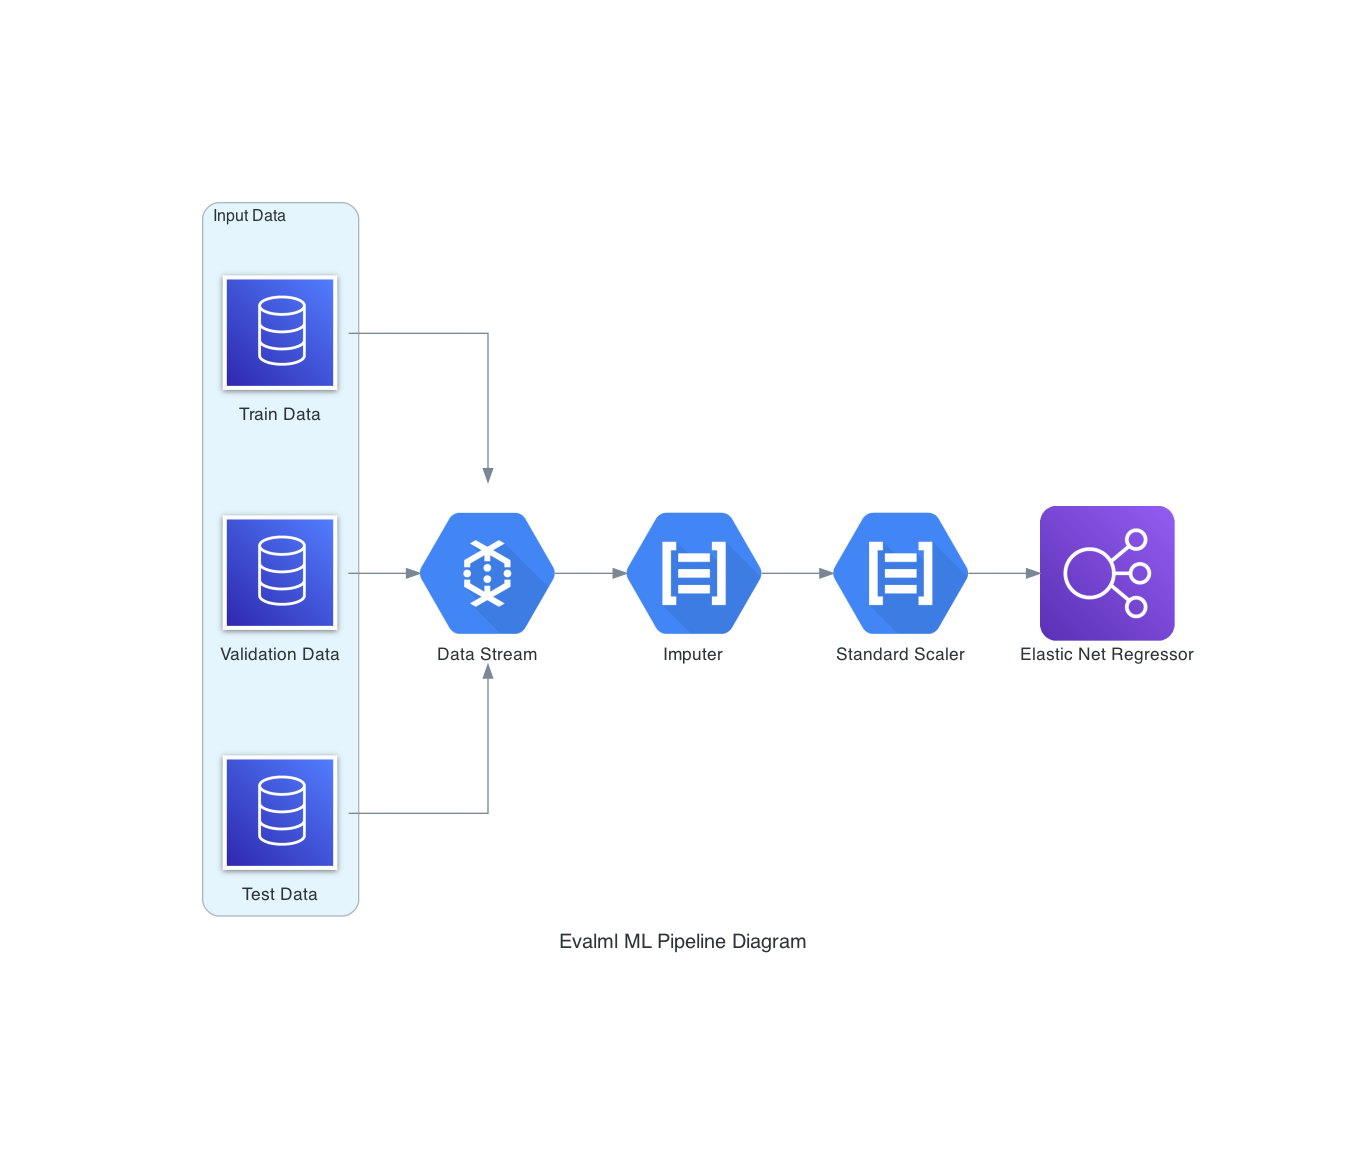 Input Data
Train Data
Validation Data
Data Stream
Imputer
Standard Scaler
Elastic Net Regressor
Test Data
Evalml ML Pipeline Diagram